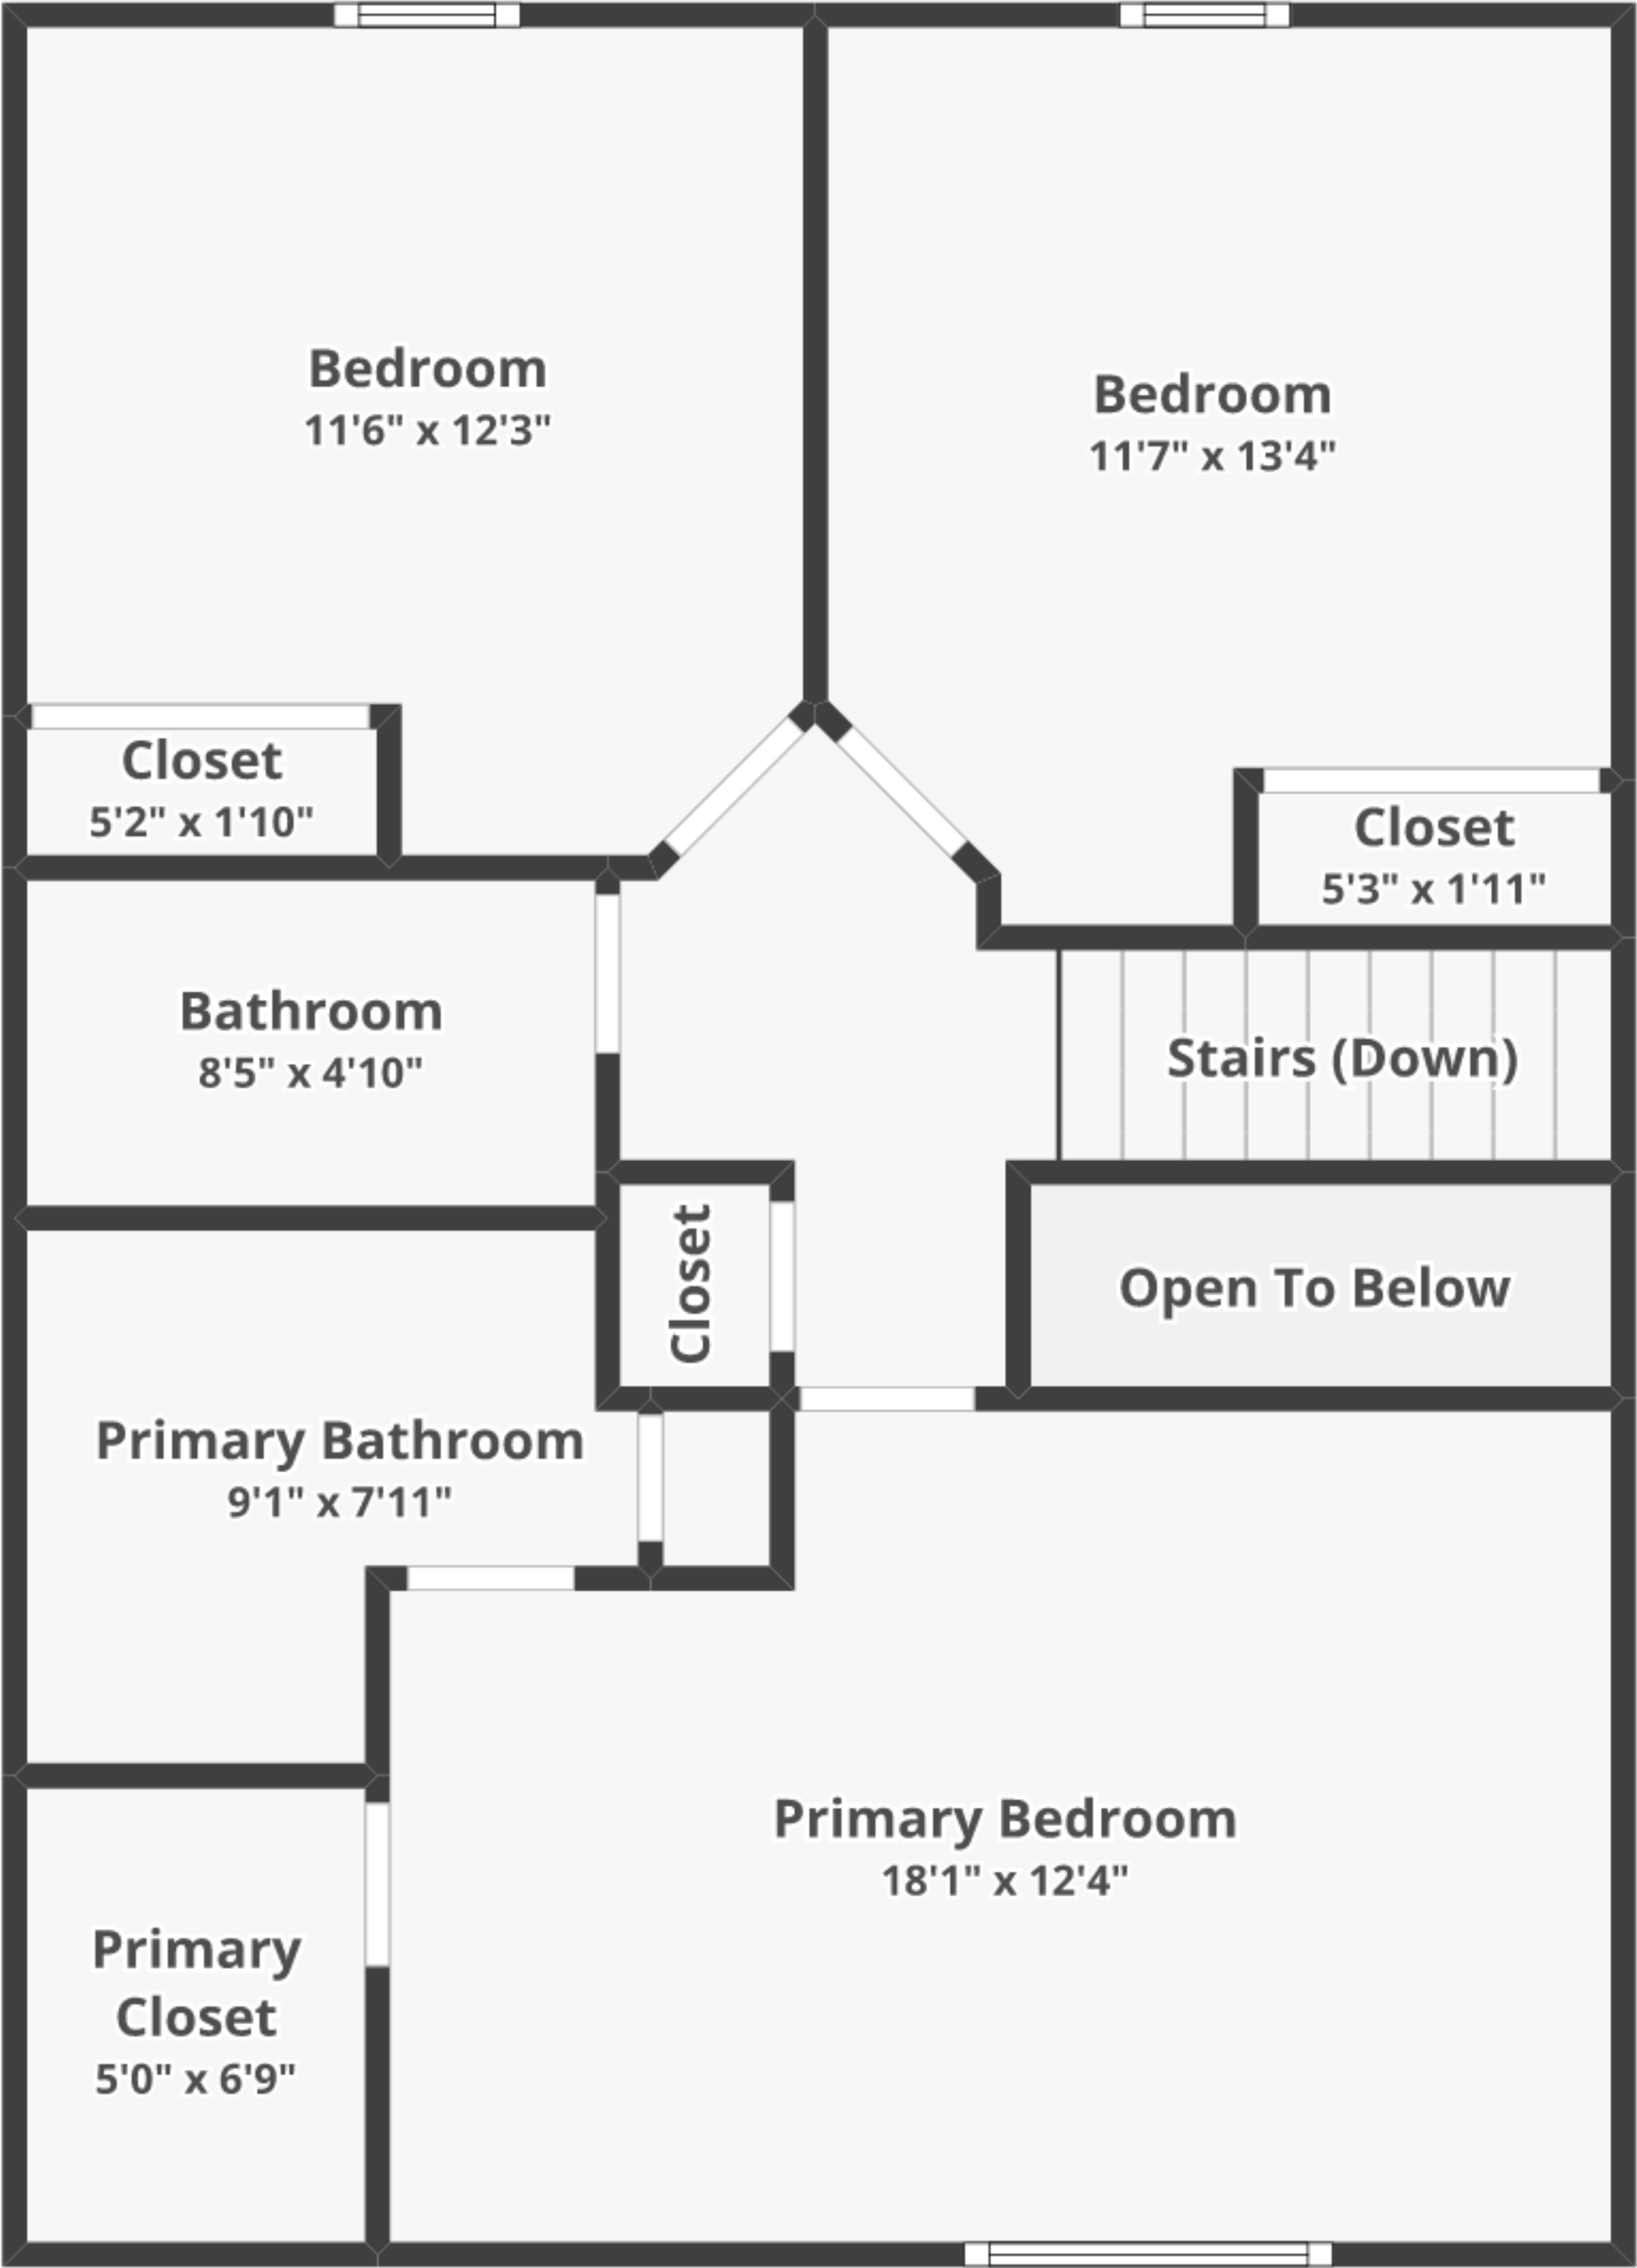 Bedroom
11'6" x 12'3"
Bedroom
11'7" x 13'4"
Closet
5'2" x 1'10"
Closet
5'3" x 1'11"
Bathroom
8'5" x 4'10"
Stairs (Down)
Closet
Open To Below
Primary Bathroom
9'1" x 7'11"
Primary Bedroom
18'1" x 12'4"
Primary
Closet
5'0" x 6'9"